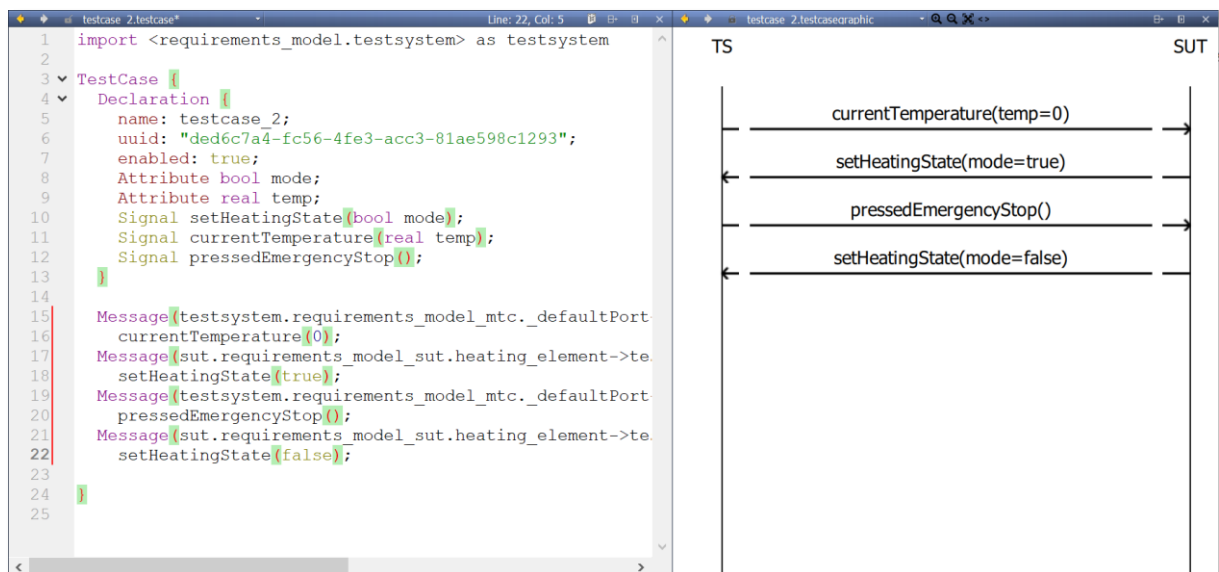 testcase_2.testcase*
Line: 22, Col: 5
1 import <requirements_model.testsystem> as testsystem
2
3 TestCase {
4 Declaration {
5 name: testcase_2;
6 uuid: "ded6c7a4-fc56-4fe3-acc3-81ae598c1293";
7 enabled: true;
8 Attribute bool mode;
9 Attribute real temp;
10 Signal setHeatingState(bool mode);
11 Signal currentTemperature(real temp);
12 Signal pressedEmergencyStop();
13 }
14
15 Message(testsystem.requirements_model_mtc._defaultPort-
16 currentTemperature(0);
17 Message(sut.requirements_model_sut.heating_element->te
18 setHeatingState(true);
19 Message(testsystem.requirements_model_mtc._defaultPort-
20 pressedEmergencyStop();
21 Message(sut.requirements_model_sut.heating_element->te
22 setHeatingState(false);
23
24 }
25
testcase_2.testcasegraphic
TS SUT
currentTemperature(temp=0)
setHeatingState(mode=true)
pressedEmergencyStop()
setHeatingState(mode=false)